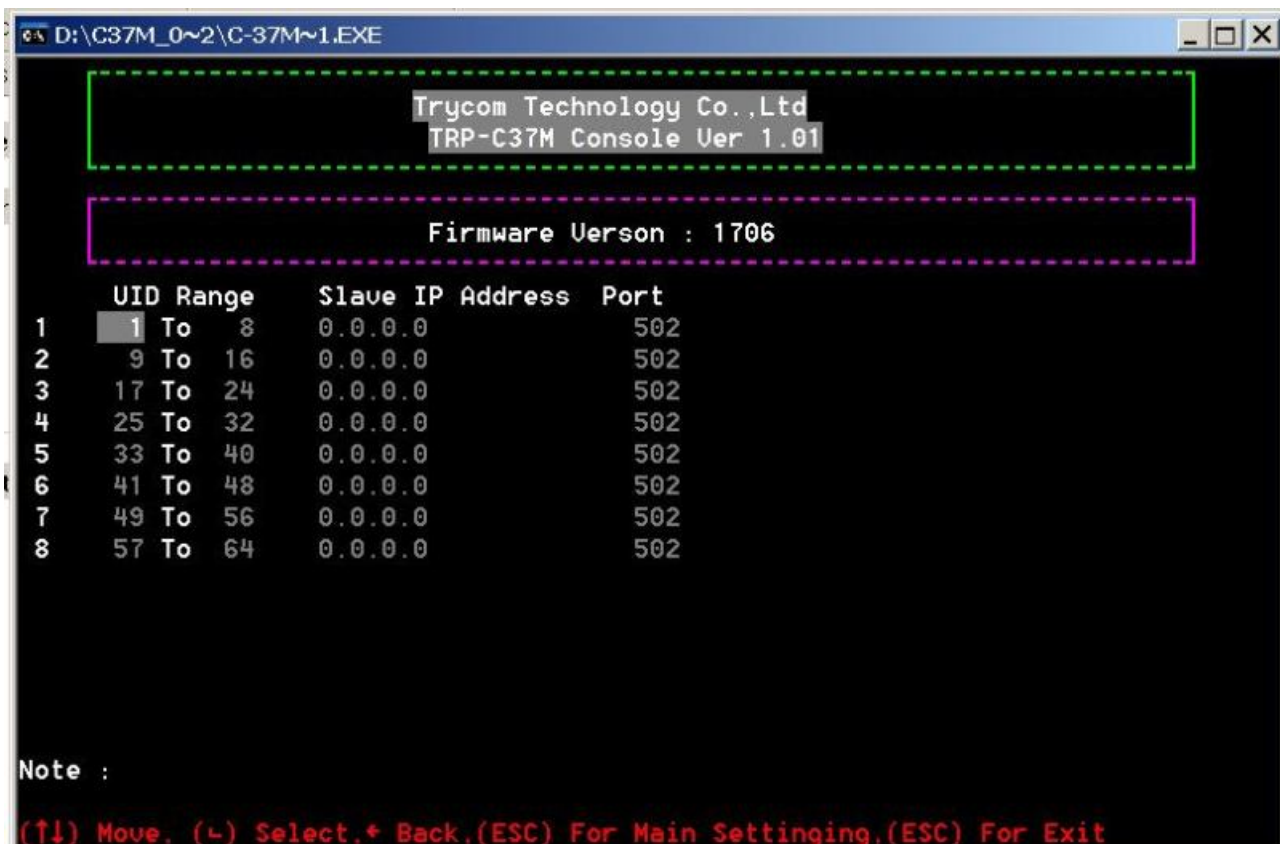 D:\C37M_0~2\C-37M~1.EXE
Trycom Technology Co.,Ltd
TRP-C37M Console Ver 1.01
Firmware Verson : 1706
UID Range Slave IP Address Port
1 1 To 8 0.0.0.0 502
2 9 To 16 0.0.0.0 502
3 17 To 24 0.0.0.0 502
4 25 To 32 0.0.0.0 502
5 33 To 40 0.0.0.0 502
6 41 To 48 0.0.0.0 502
7 49 To 56 0.0.0.0 502
8 57 To 64 0.0.0.0 502
Note :
(↑↓) Move, (↵) Select,← Back,(ESC) For Main Settinging,(ESC) For Exit